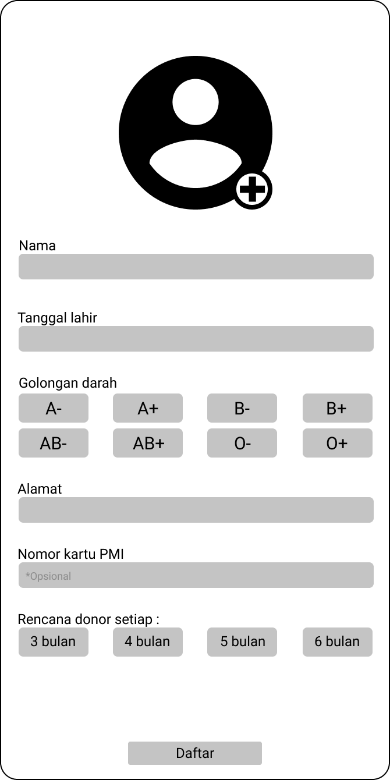 Nama
Tanggal lahir
Golongan darah
A- A+ B- B+
AB- AB+ O- O+
Alamat
Nomor kartu PMI
*Opsional
Rencana donor setiap :
3 bulan 4 bulan 5 bulan 6 bulan
Daftar